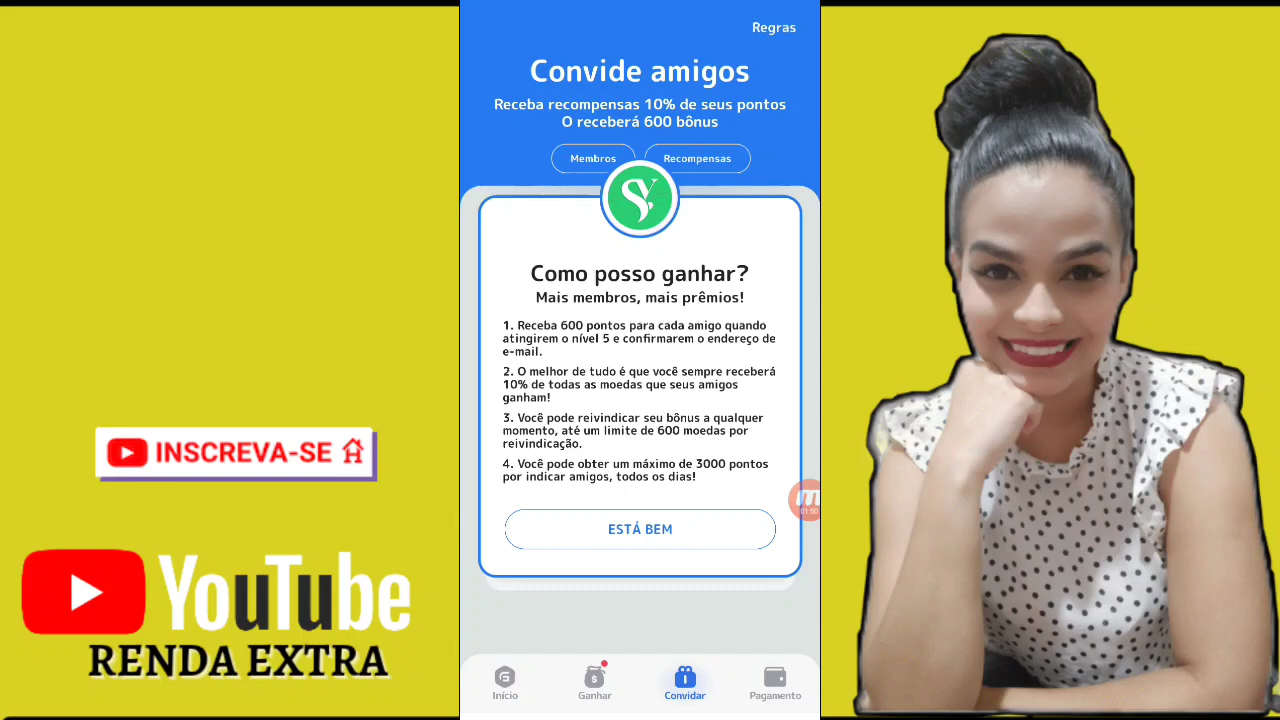 Regras
Convide amigos
Receba recompensas 10% de seus pontos
O receberá 600 bônus
Membros
Recompensas
Como posso ganhar?
Mais membros, mais prêmios!
1. Receba 600 pontos para cada amigo quando
atingirem o nível 5 e confirmarem o endereço de
e-mail.
2. O melhor de tudo é que você sempre receberá
10% de todas as moedas que seus amigos
ganham!
3. Você pode reivindicar seu bônus a qualquer
momento, até um limite de 600 moedas por
reivindicação.
4. Você pode obter um máximo de 3000 pontos
por indicar amigos, todos os dias!
01:50
ESTÁ BEM
Início
Ganhar
Convidar
Pagamento
INSCREVA-SE
YouTube
RENDA EXTRA